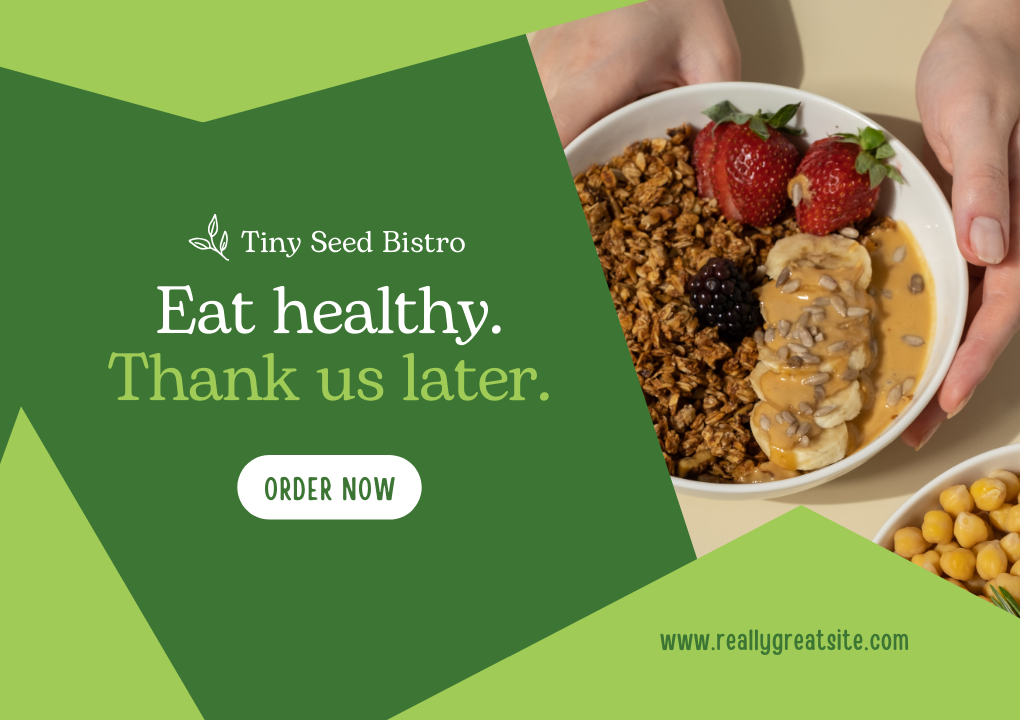 Tiny Seed Bistro
Eat healthy.
Thank us later.
ORDER NOW
www.reallygreatsite.com